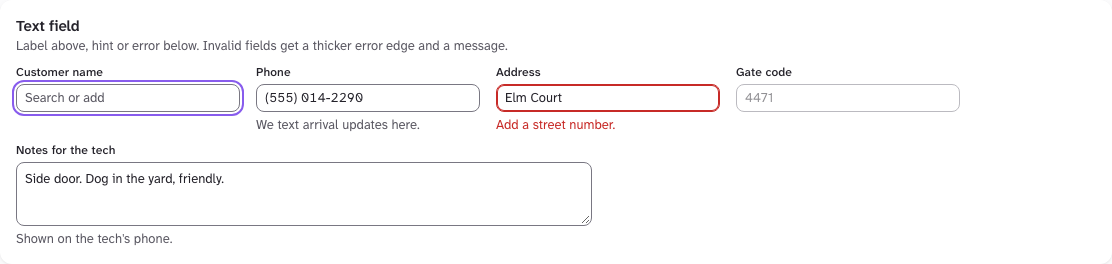 Text field
Label above, hint or error below. Invalid fields get a thicker error edge and a message.
Customer name
Phone
Address
Gate code
Search or add
(555) 014-2290
Elm Court
4471
We text arrival updates here.
Add a street number.
Notes for the tech
Side door. Dog in the yard, friendly.
Shown on the tech's phone.